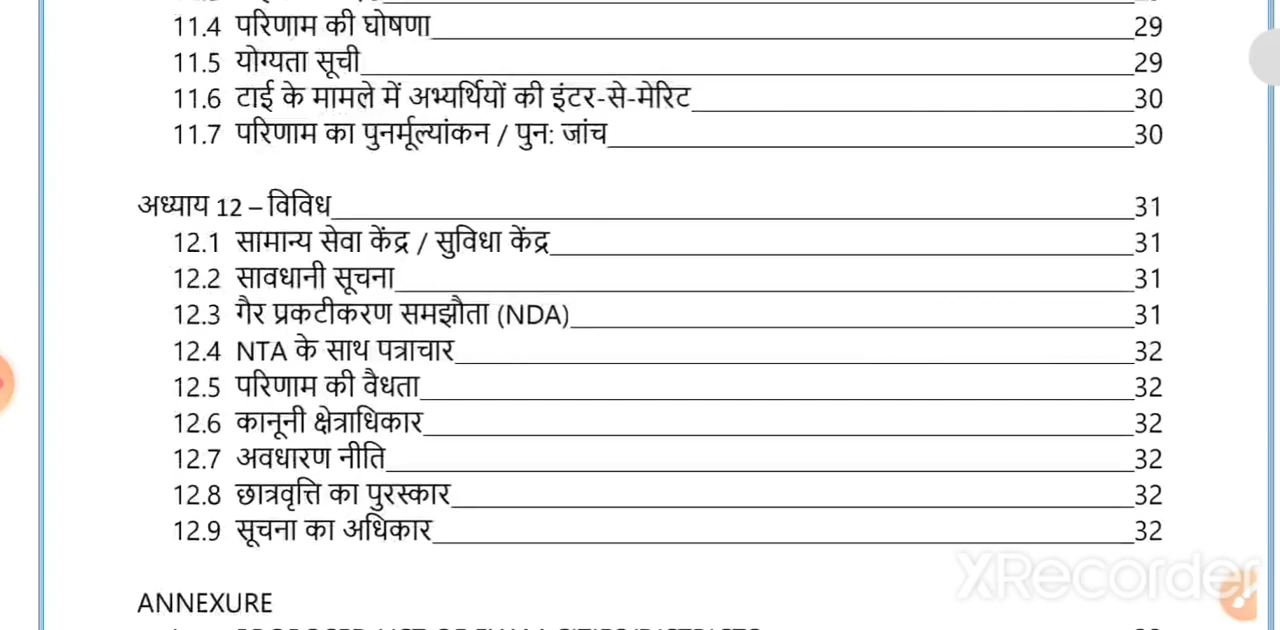 11.4 परिणाम की घोषणा 29
11.5 योग्यता सूची 29
11.6 टाई के मामले में अभ्यर्थियों की इंटर-से-मेरिट 30
11.7 परिणाम का पुनर्मूल्यांकन / पुन: जांच 30
अध्याय 12 – विविध 31
12.1 सामान्य सेवा केंद्र / सुविधा केंद्र 31
12.2 सावधानी सूचना 31
12.3 गैर प्रकटीकरण समझौता (NDA) 31
12.4 NTA के साथ पत्राचार 32
12.5 परिणाम की वैधता 32
12.6 कानूनी क्षेत्राधिकार 32
12.7 अवधारण नीति 32
12.8 छात्रवृत्ति का पुरस्कार 32
12.9 सूचना का अधिकार 32
XRecorder
ANNEXURE